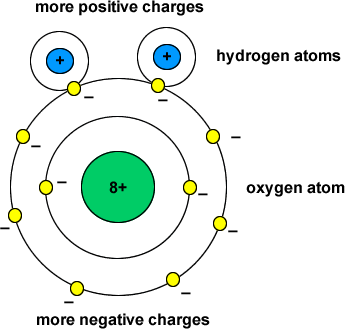 more positive charges
+ +
hydrogen atoms
– –
– –
– –
8+
oxygen atom
– –
– –
more negative charges